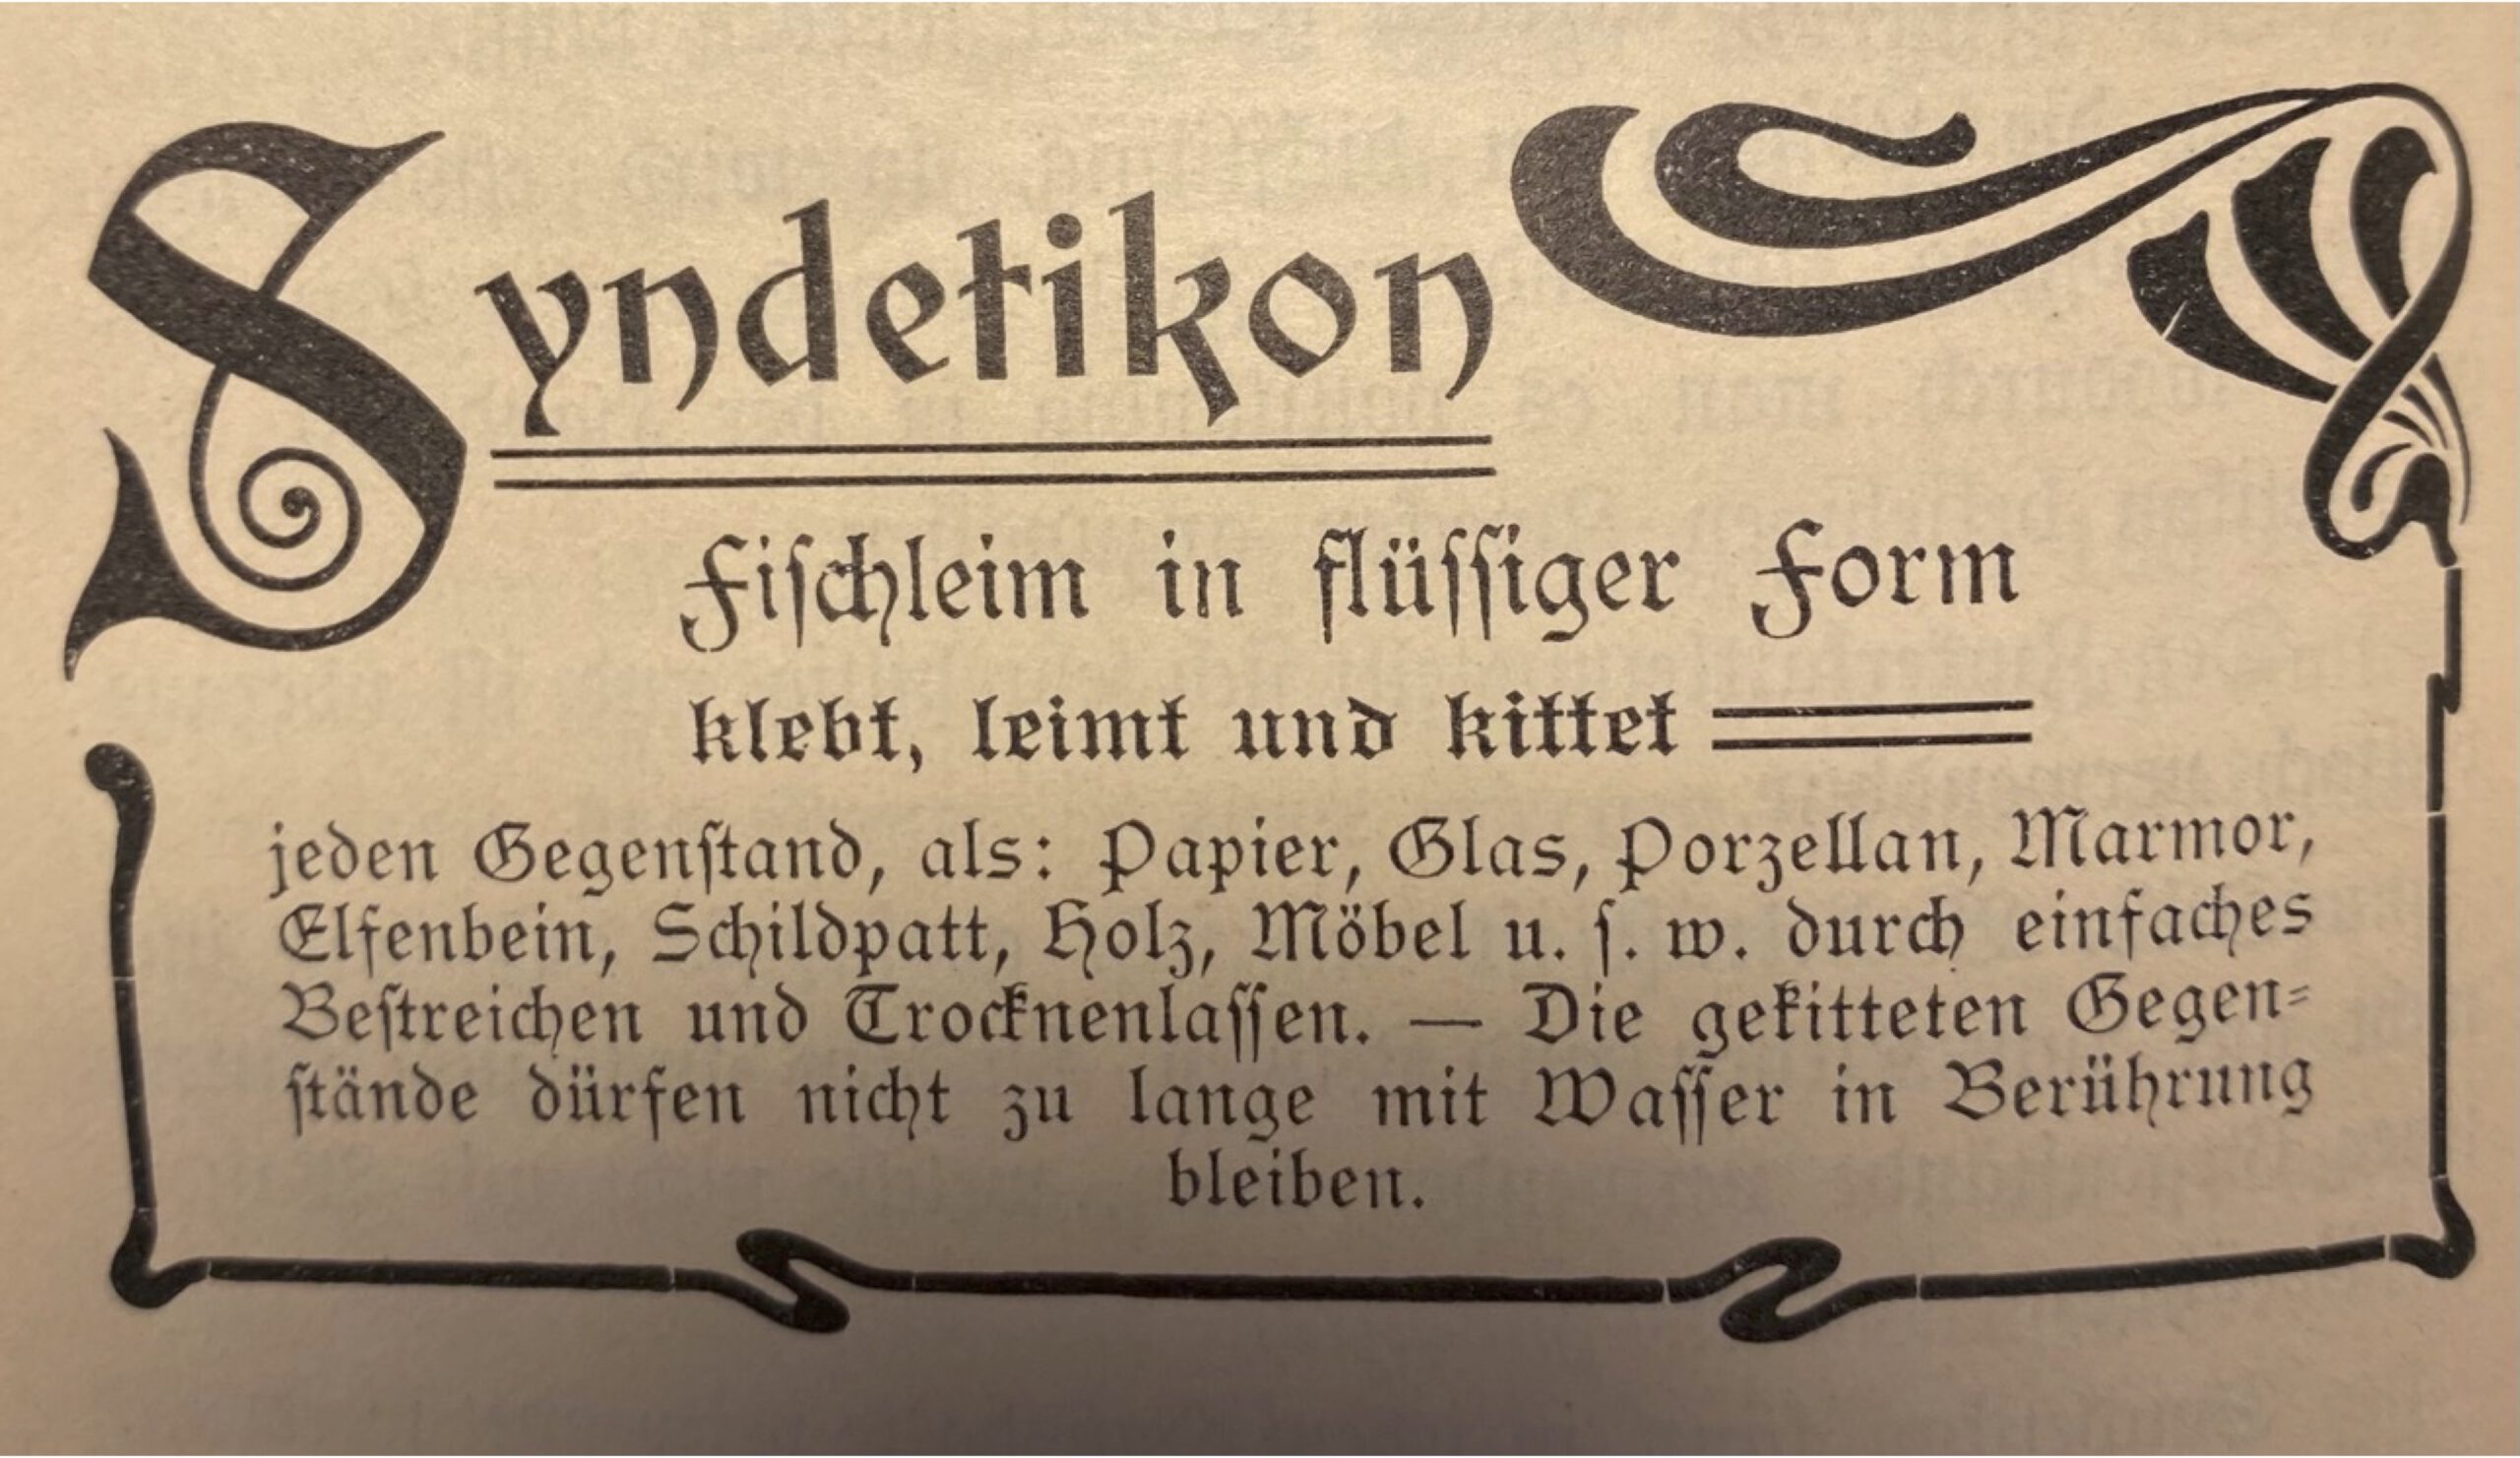 Syndetikon
Fiſchleim in flüſſiger Form
klebt, leimt und kittet
jeden Gegenſtand, als: Papier, Glas, Porzellan, Marmor,
Elfenbein, Schildpatt, Holz, Möbel u. ſ. w. durch einfaches
Beſtreichen und Trocknenlaſſen. — Die gekitteten Gegen⸗
ſtände dürfen nicht zu lange mit Waſſer in Berührung
bleiben.